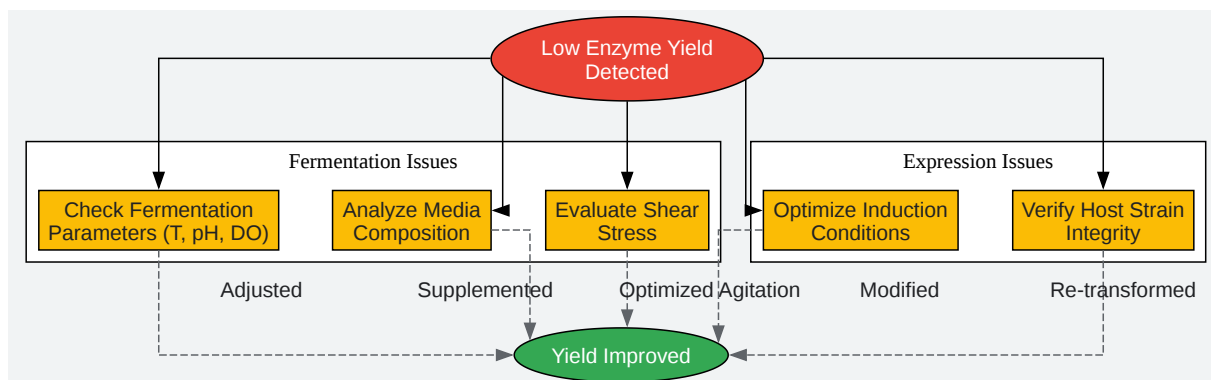 Low Enzyme Yield
Detected
Fermentation Issues
Expression Issues
Check Fermentation
Parameters (T, pH, DO)
Analyze Media
Composition
Evaluate Shear
Stress
Optimize Induction
Conditions
Verify Host Strain
Integrity
Adjusted
Supplemented
Optimized Agitation
Modified
Re-transformed
Yield Improved